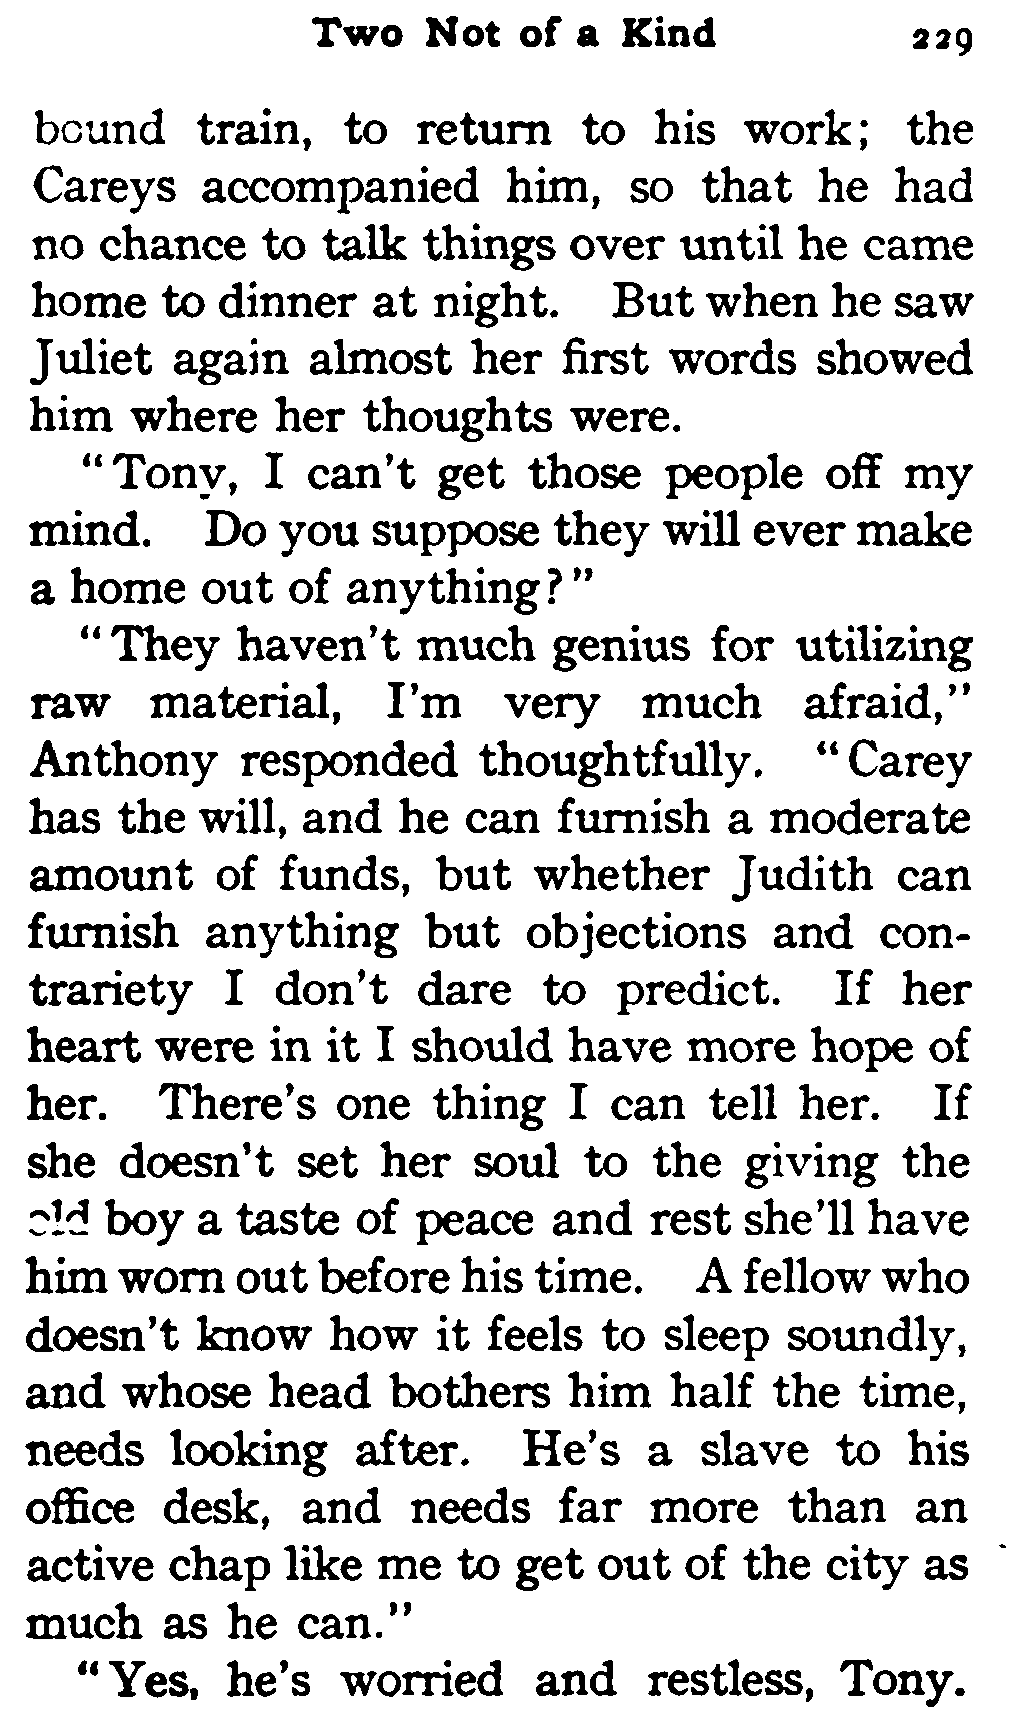 Two Not of a Kind 229
bound train, to return to his work; the
Careys accompanied him, so that he had
no chance to talk things over until he came
home to dinner at night. But when he saw
Juliet again almost her first words showed
him where her thoughts were.
"Tony, I can't get those people off my
mind. Do you suppose they will ever make
a home out of anything?"
"They haven't much genius for utilizing
raw material, I'm very much afraid,"
Anthony responded thoughtfully. "Carey
has the will, and he can furnish a moderate
amount of funds, but whether Judith can
furnish anything but objections and con-
trariety I don't dare to predict. If her
heart were in it I should have more hope of
her. There's one thing I can tell her. If
she doesn't set her soul to the giving the
old boy a taste of peace and rest she'll have
him worn out before his time. A fellow who
doesn't know how it feels to sleep soundly,
and whose head bothers him half the time,
needs looking after. He's a slave to his
office desk, and needs far more than an
active chap like me to get out of the city as
much as he can."
"Yes, he's worried and restless, Tony.